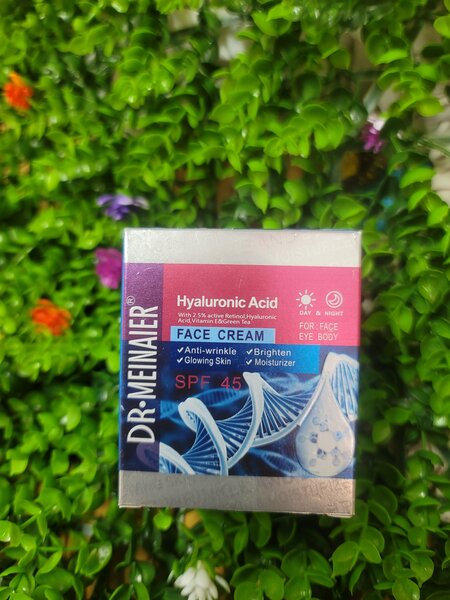 DR•MEINAIER®
Hyaluronic Acid
With 2.5% active Retinol,Hyaluronic
Acid,Vitamin E&Green Tea
FACE CREAM
✓Anti-wrinkle ✓Brighten
✓Glowing Skin ✓Moisturizer
SPF 45
DAY & NIGHT
FOR: FACE
EYE BODY